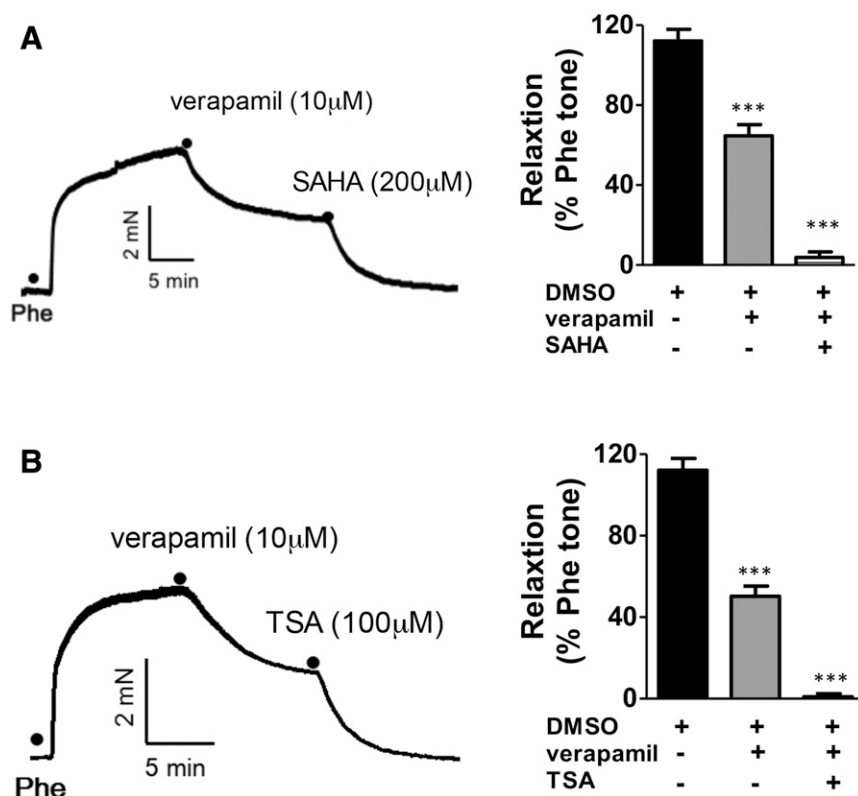 A
verapamil (10μM)
SAHA (200μM)
2 mN
5 min
Phe
Relaxtion
(% Phe tone)
120
80
40
0
***
***
DMSO + + +
verapamil - + +
SAHA - - +
B
verapamil (10μM)
TSA (100μM)
2 mN
5 min
Phe
Relaxtion
(% Phe tone)
120
80
40
0
***
***
DMSO + + +
verapamil - + +
TSA - - +